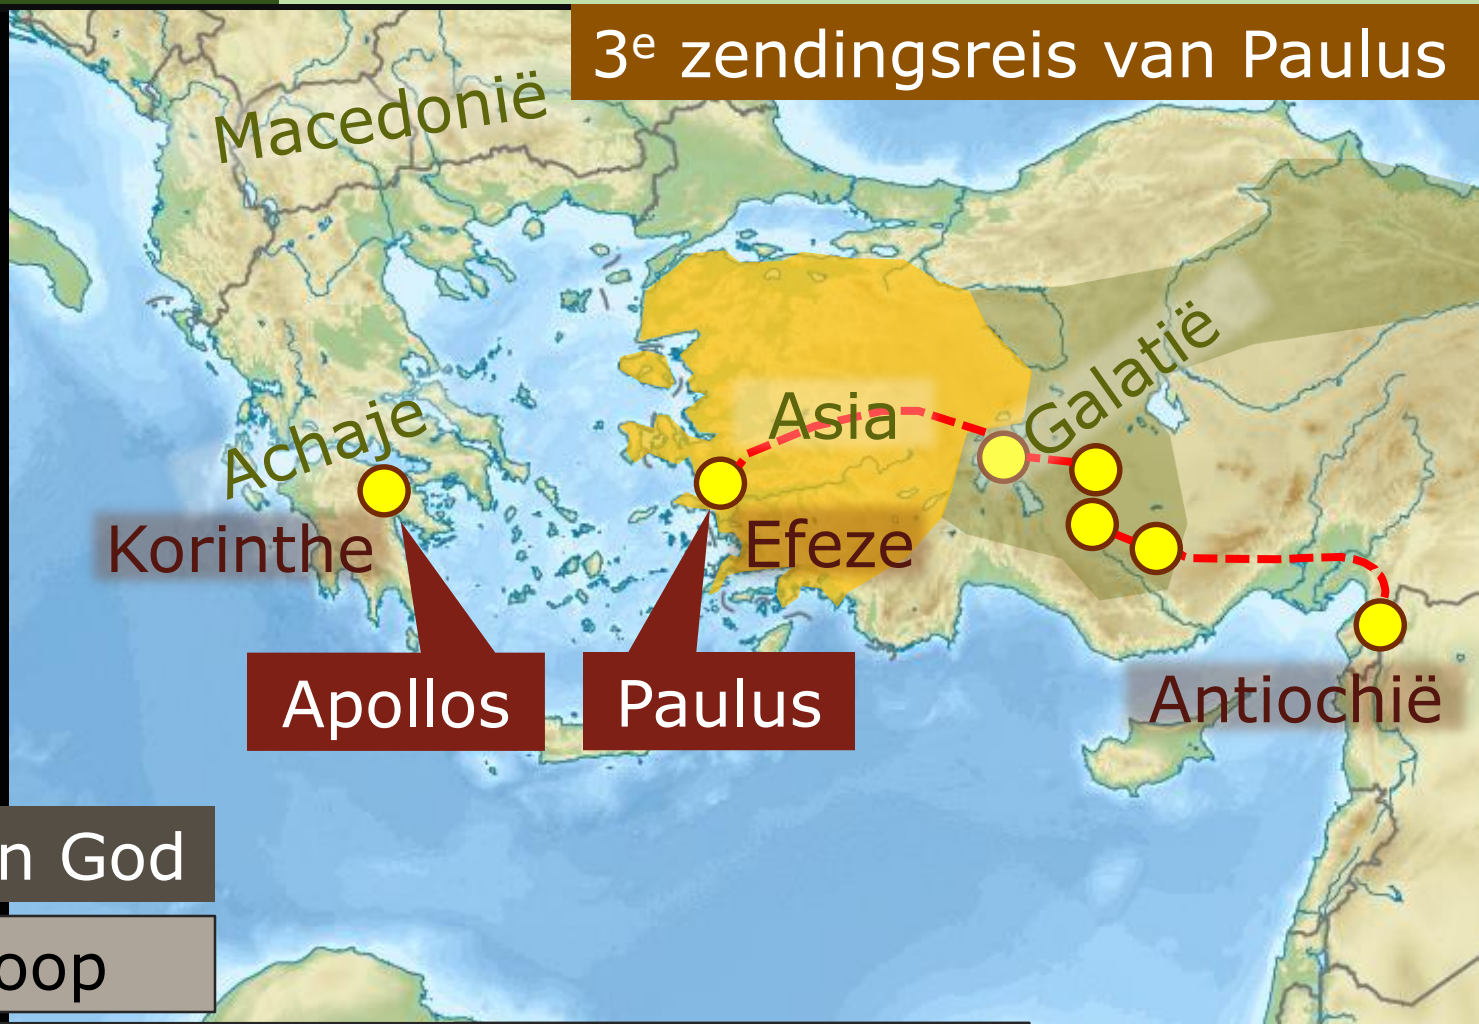 3e zendingsreis van Paulus
Macedonië
Galatië
Asia
Achaje
Korinthe
Efeze
Apollos
Paulus
Antiochië
n God
oop